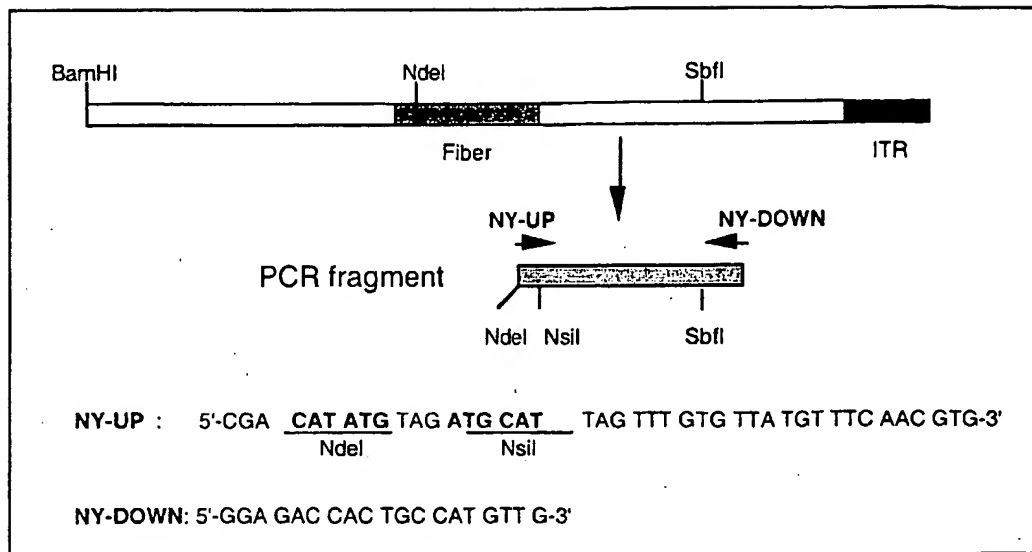 BamHI NdeI SbfI
Fiber ITR
NY-UP NY-DOWN
PCR fragment
NdeI NsiI SbfI
NY-UP : 5'-CGA CAT ATG TAG ATG CAT TAG TTT GTG TTA TGT TTC AAC GTG-3'
NdeI NsiI
NY-DOWN: 5'-GGA GAC CAC TGC CAT GTT G-3'